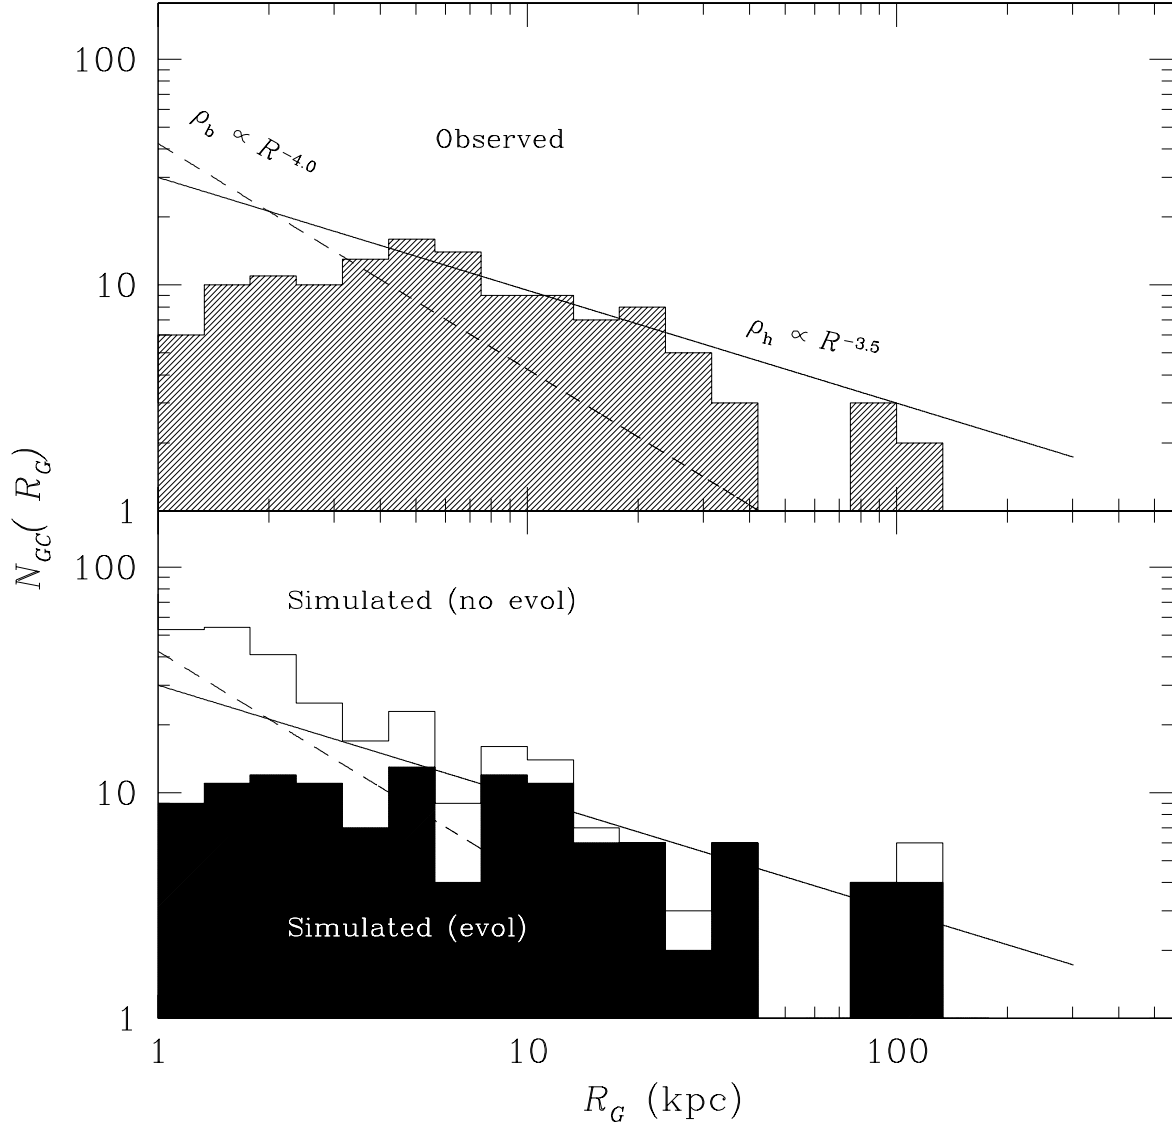 100
ρb ∝ R−4.0
Observed
10
ρh ∝ R−3.5
1
NGC( RG)
100
Simulated (no evol)
10
Simulated (evol)
1
1 10 100
RG (kpc)